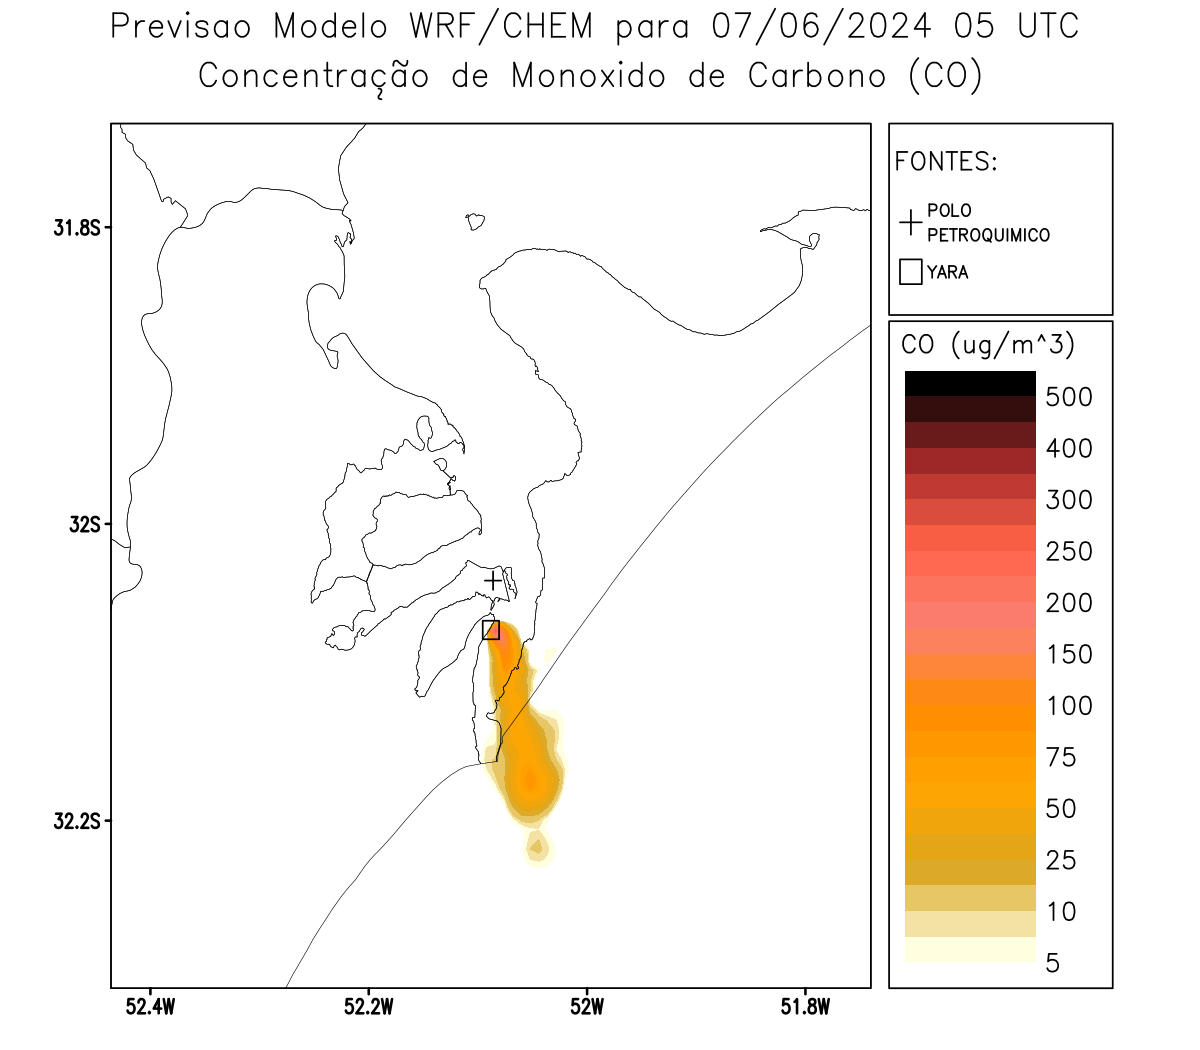 Previsao Modelo WRF/CHEM para 07/06/2024 05 UTC
Concentração de Monoxido de Carbono (CO)
FONTES:
POLO
PETROQUIMICO
YARA
31.8S
32S
32.2S
52.4W
52.2W
52W
51.8W
CO (ug/m^3)
500
400
300
250
200
150
100
75
50
25
10
5